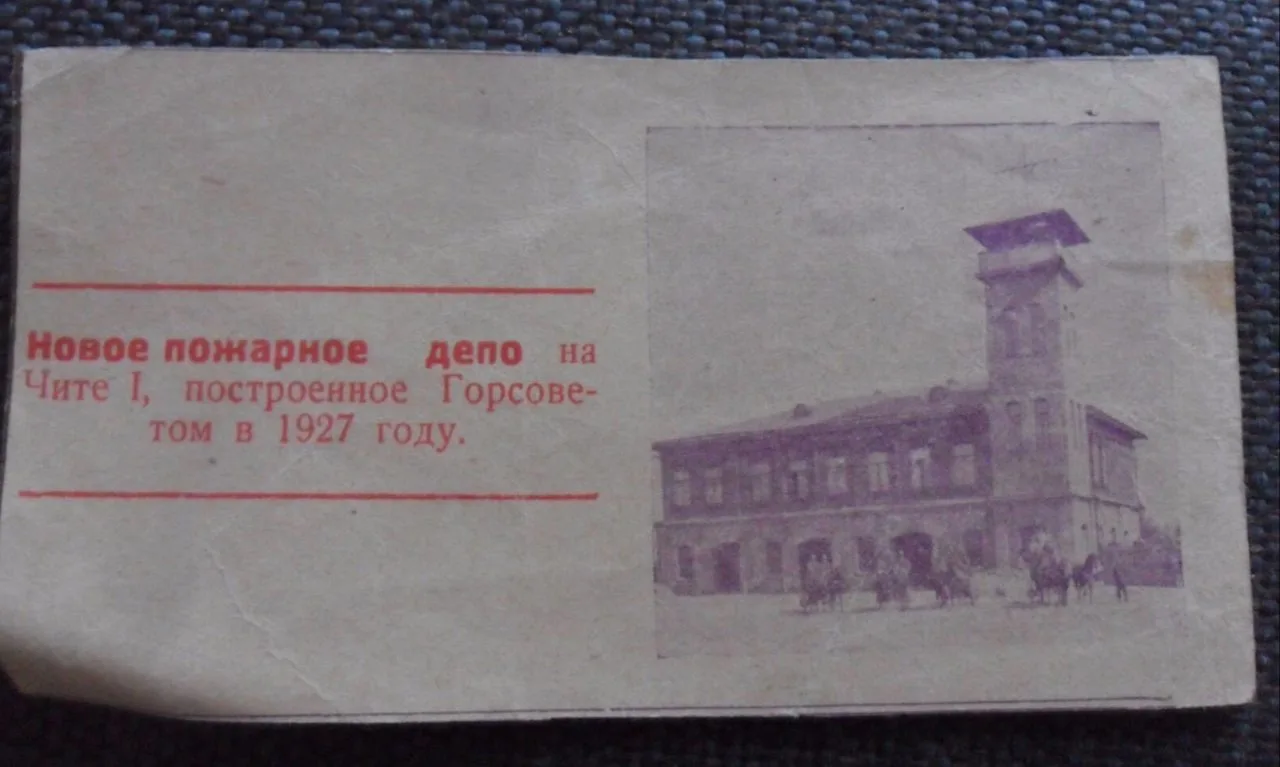 Новое пожарное депо на
Чите I, построенное Горсове-
том в 1927 году.